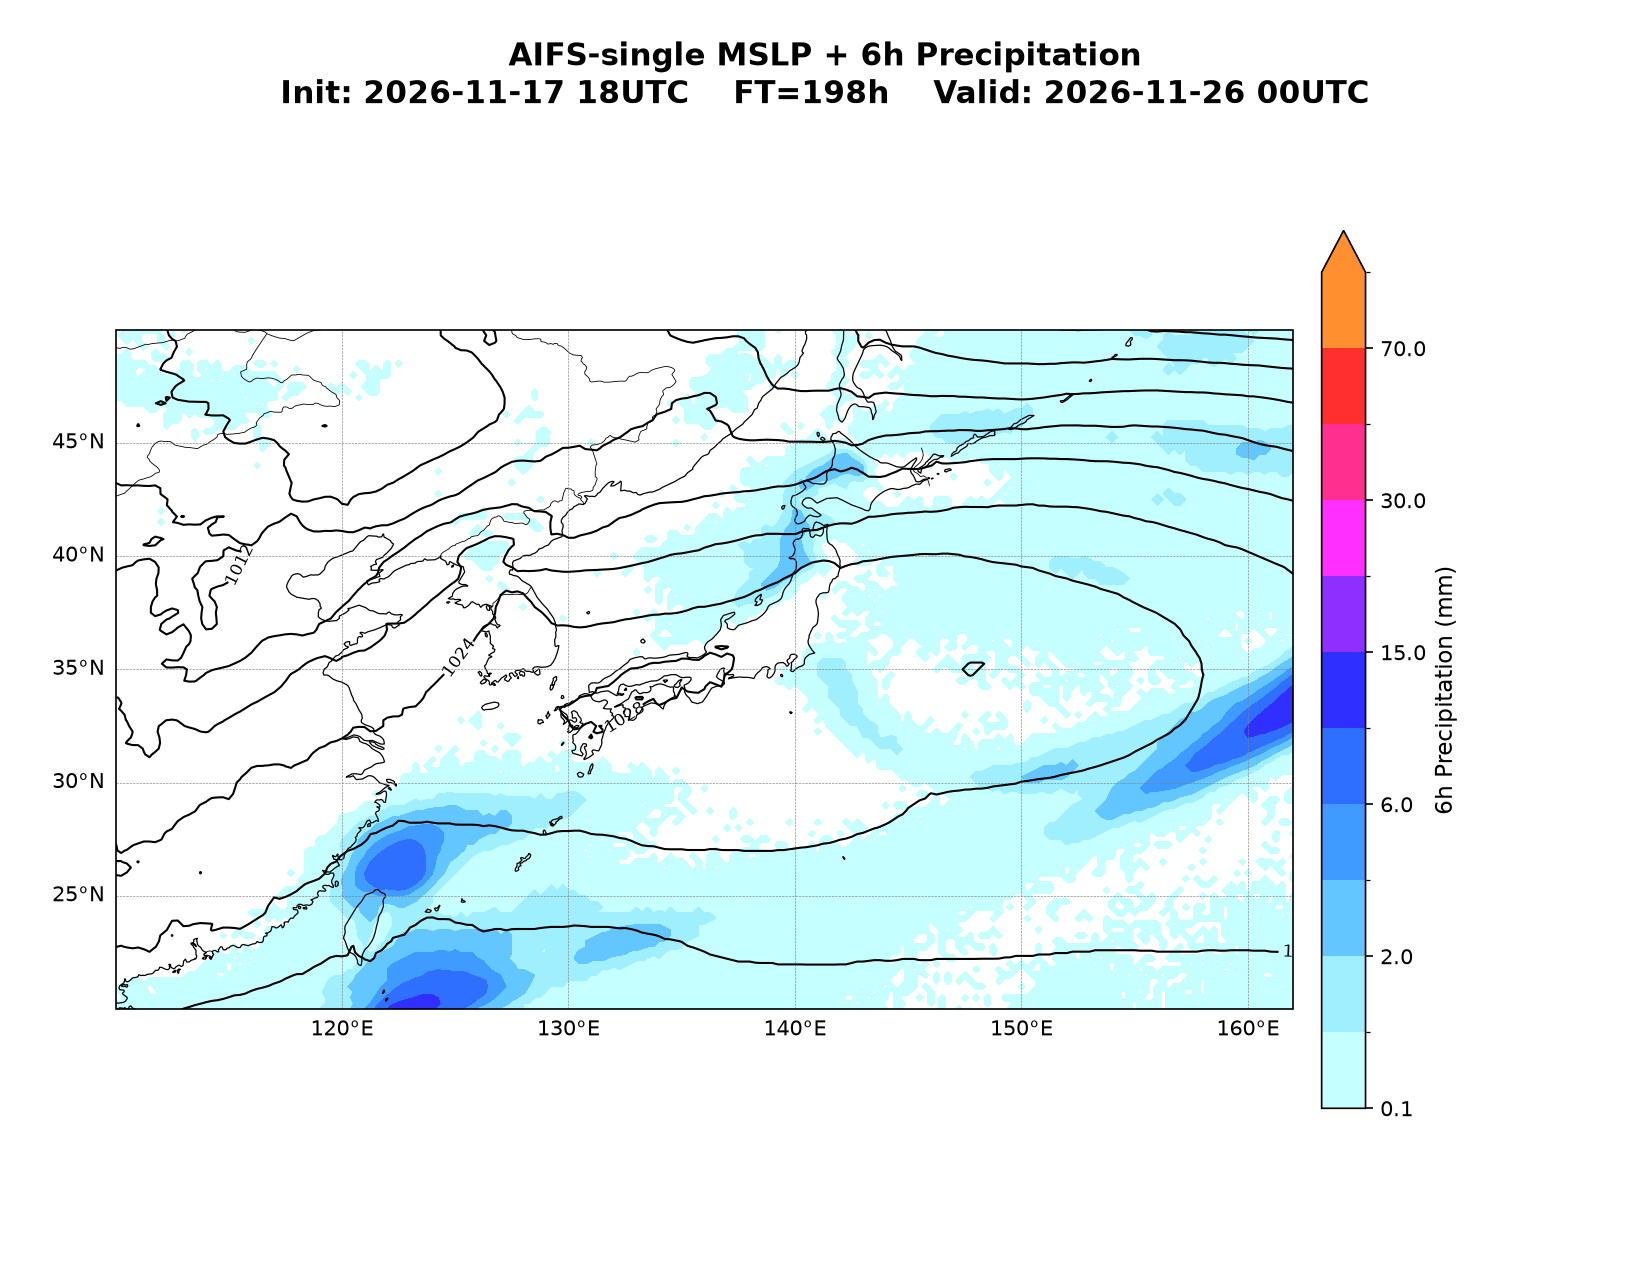 AIFS-single MSLP + 6h Precipitation
Init: 2026-11-17 18UTC    FT=198h    Valid: 2026-11-26 00UTC
70.0
30.0
15.0
6.0
2.0
0.1
6h Precipitation (mm)
45°N
40°N
35°N
30°N
25°N
1012
1024
1028
1
120°E
130°E
140°E
150°E
160°E